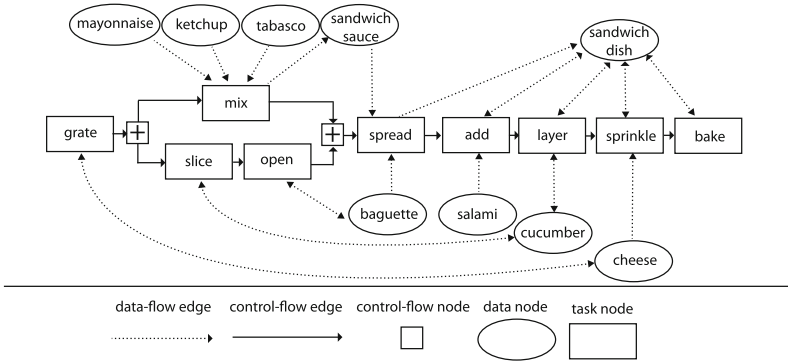 mayonnaise
ketchup
tabasco
sandwich
sauce
sandwich
dish
mix
grate
+
+
spread
add
layer
sprinkle
bake
slice
open
baguette
salami
cucumber
cheese
data-flow edge
control-flow edge
control-flow node
data node
task node